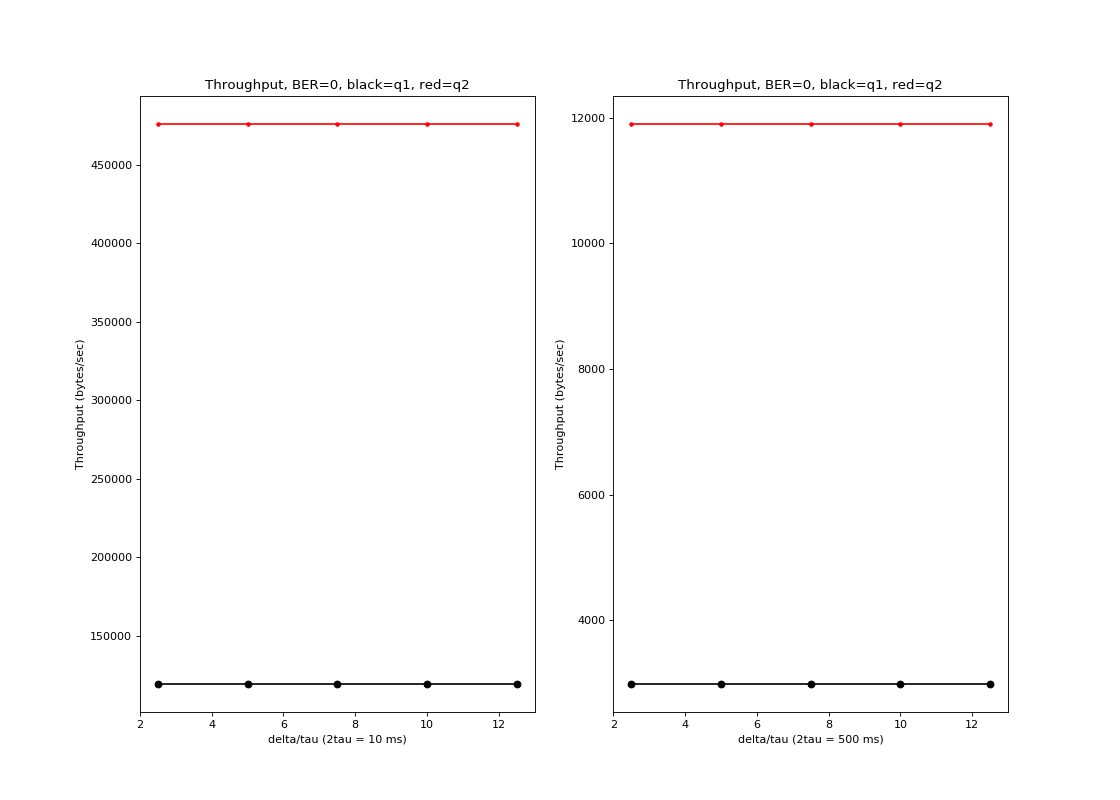 Throughput, BER=0, black=q1, red=q2
Throughput (bytes/sec)
450000
400000
350000
300000
250000
200000
150000
2 4 6 8 10 12
delta/tau (2tau = 10 ms)
Throughput, BER=0, black=q1, red=q2
Throughput (bytes/sec)
12000
10000
8000
6000
4000
2 4 6 8 10 12
delta/tau (2tau = 500 ms)